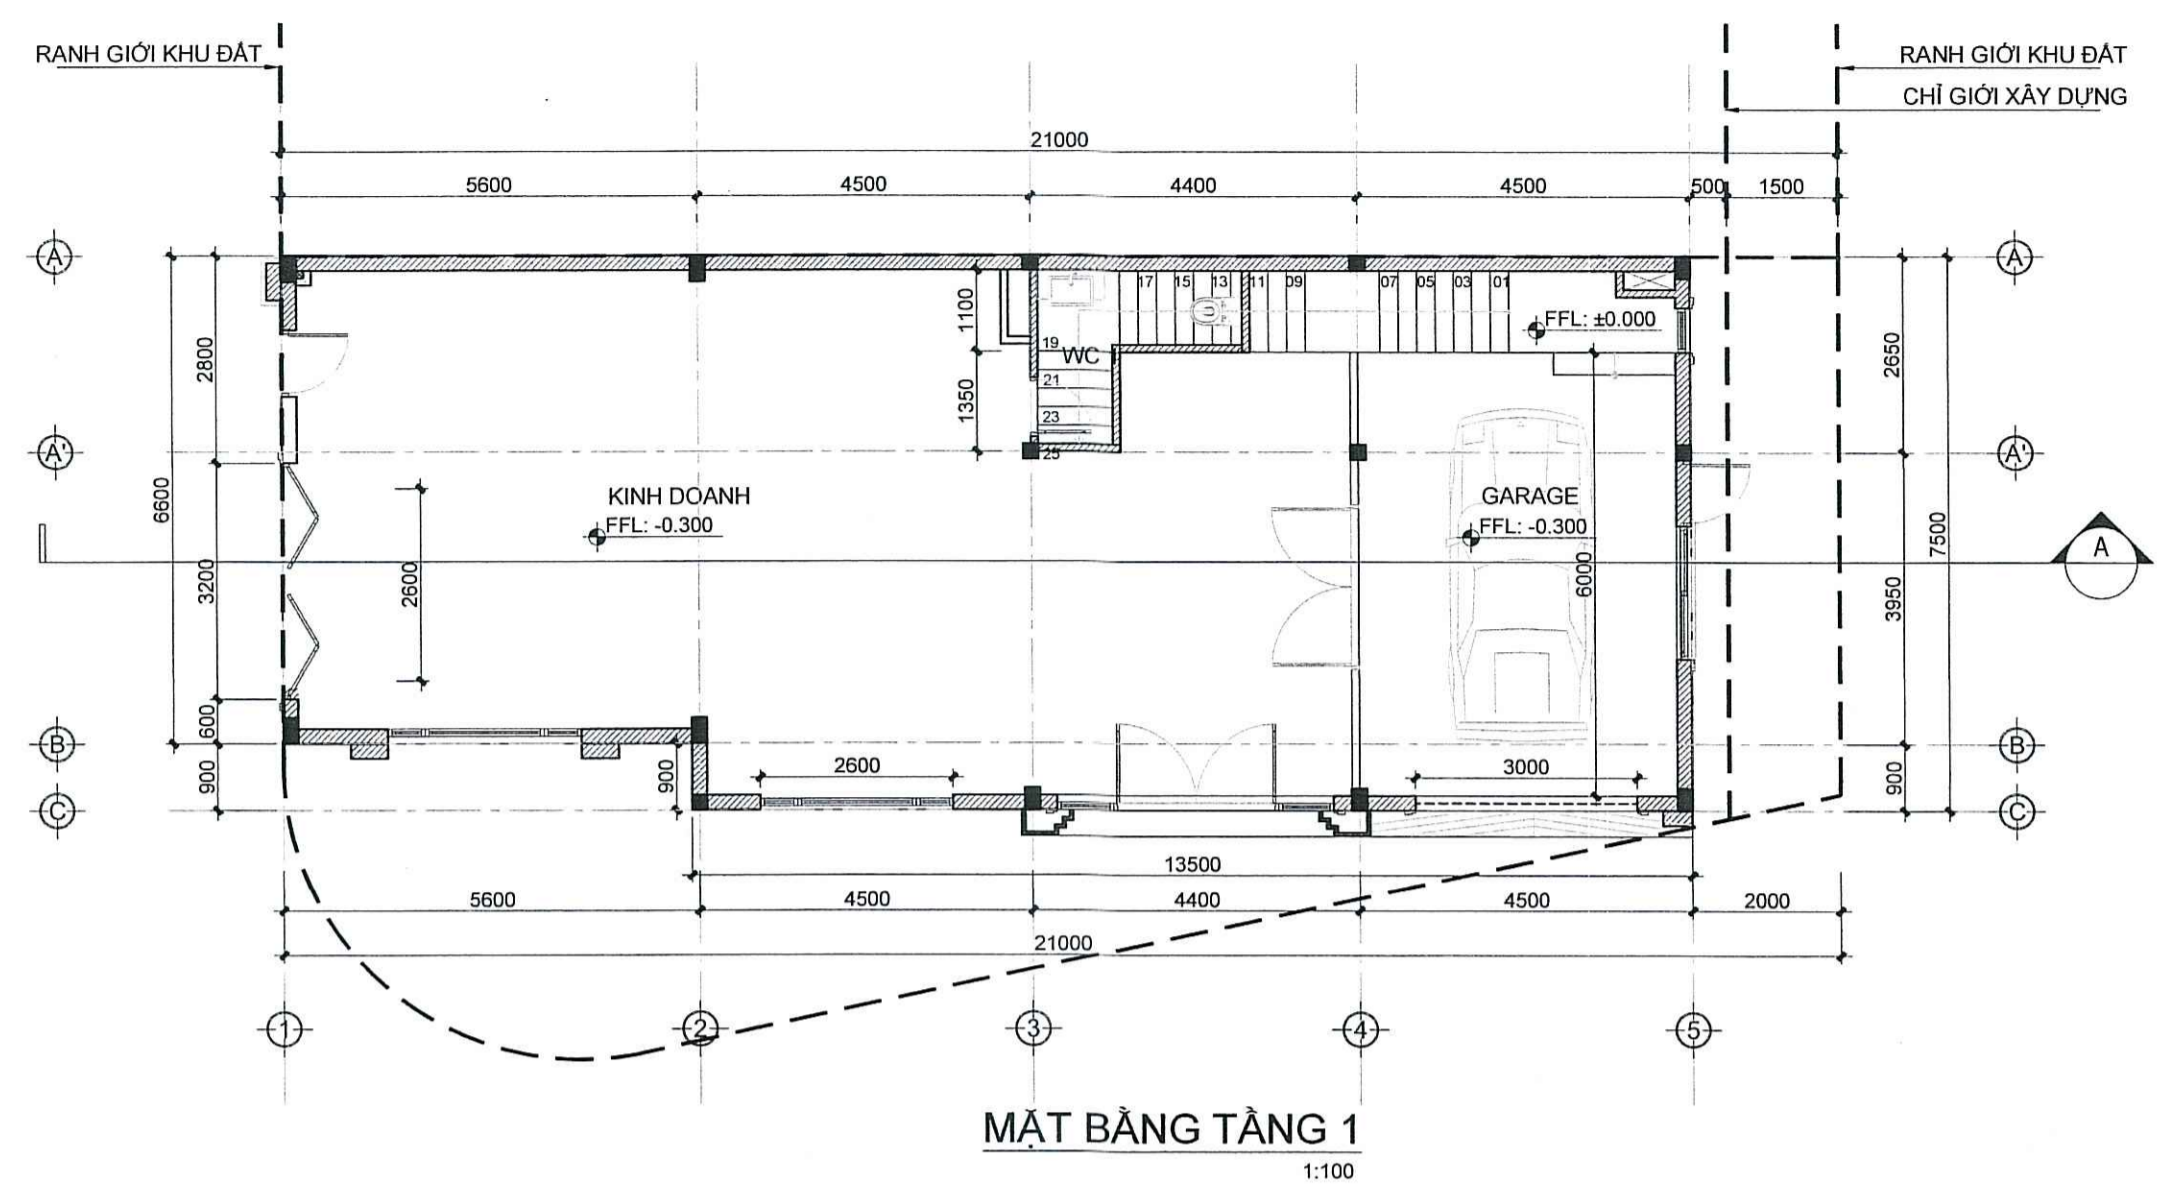 RANH GIỚI KHU ĐẤT
RANH GIỚI KHU ĐẤT
CHỈ GIỚI XÂY DỰNG
21000
5600
4500
4400
4500
500
1500
A
A
17
15
13
11
09
07
05
03
01
1100
FFL: ±0.000
2800
2650
19
WC
21
1350
23
25
A'
A'
6600
KINH DOANH
FFL: -0.300
GARAGE
FFL: -0.300
7500
A
3200
2600
6000
3950
600
B
B
900
900
2600
3000
900
C
C
13500
5600
4500
4400
4500
2000
21000
1
2
3
4
5
MẶT BẰNG TẦNG 1
1:100